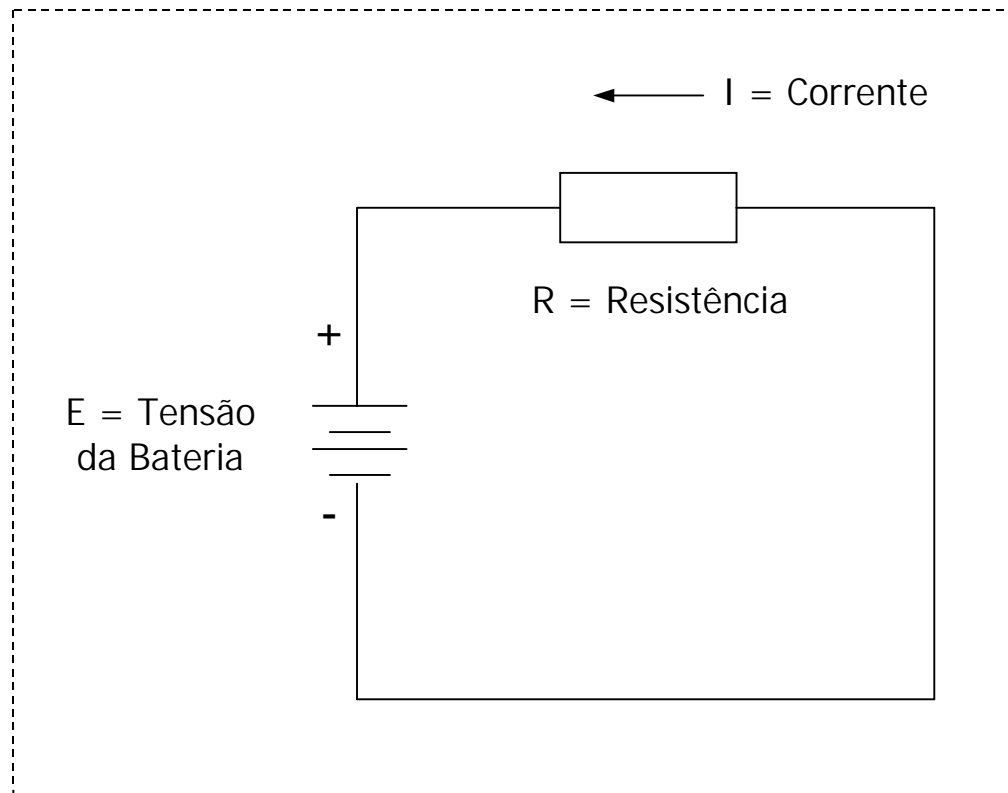 I = Corrente
R = Resistência
+
E = Tensão
da Bateria
-